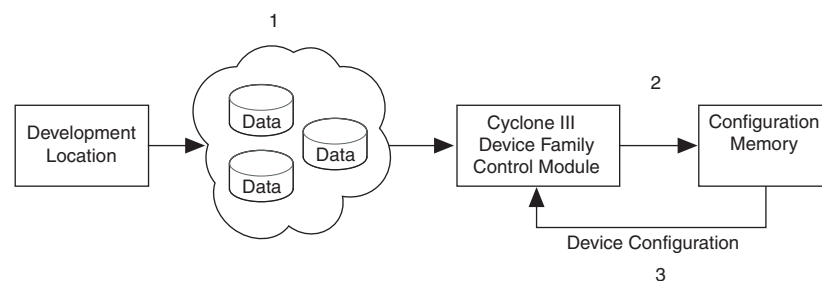 1
Development
Location
Data
Data
Data
Cyclone III
Device Family
Control Module
2
Configuration
Memory
Device Configuration
3